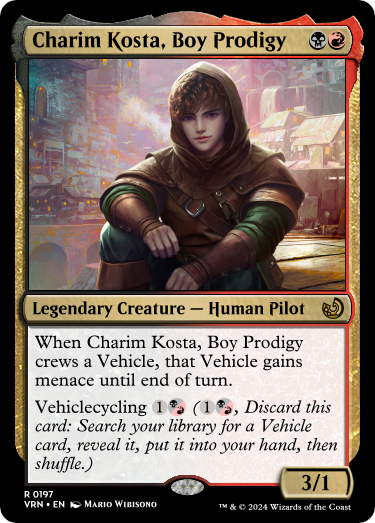 Charim Kosta, Boy Prodigy
Legendary Creature — Human Pilot
When Charim Kosta, Boy Prodigy
crews a Vehicle, that Vehicle gains
menace until end of turn.
Vehiclecycling 1 (1, Discard this
card: Search your library for a Vehicle
card, reveal it, put it into your hand, then
shuffle.)
3/1
R 0197
VRN • EN Mario Wibisono
™ & © 2024 Wizards of the Coast